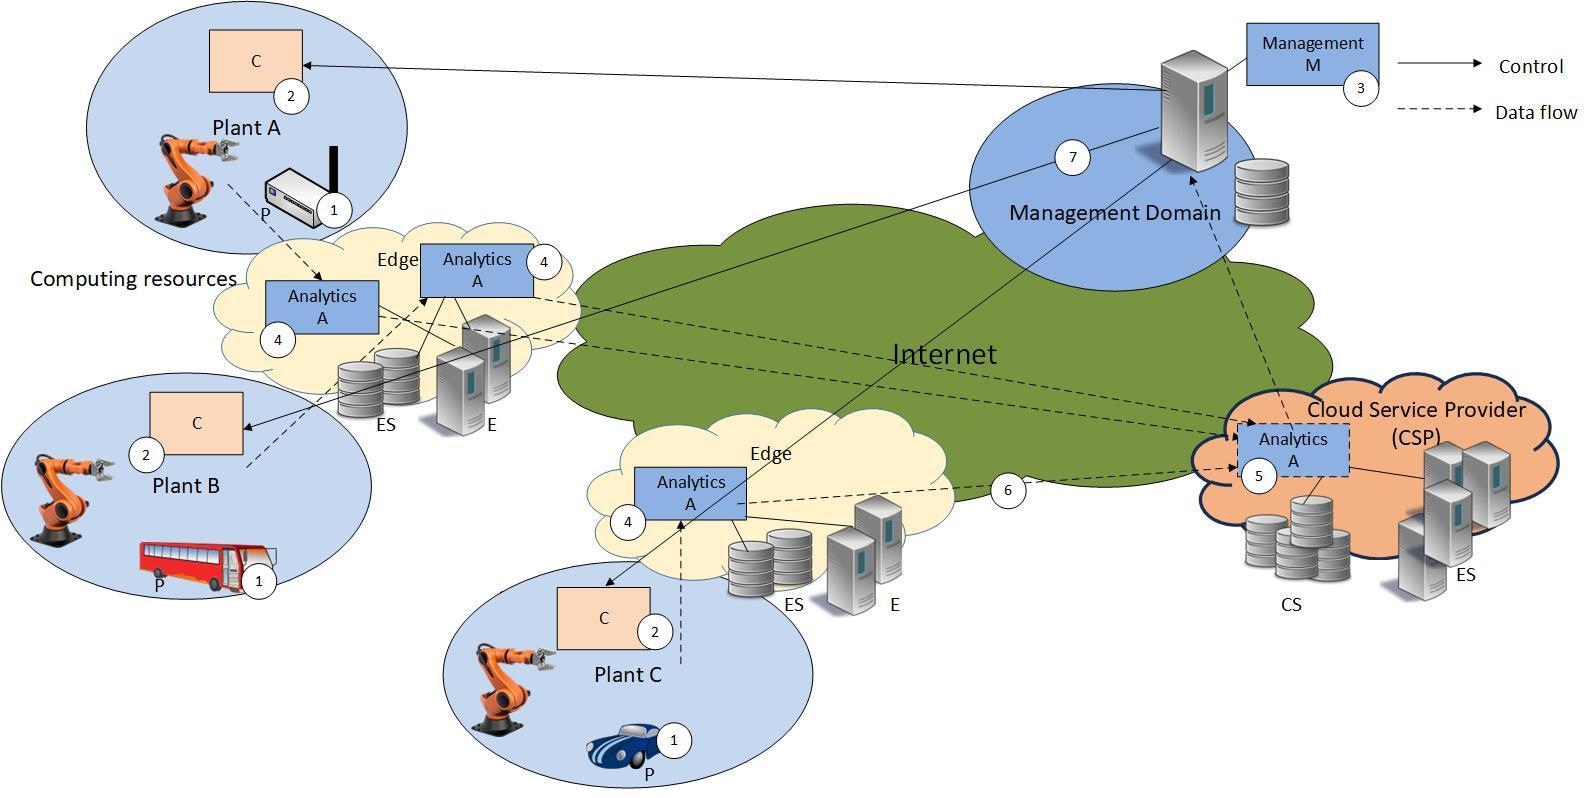 C
2
Plant A
P
1
Management
M
3
Control
Data flow
7
Management Domain
Computing resources
Edge
Analytics
A
4
Analytics
A
4
ES
E
Internet
C
2
Plant B
P
1
Cloud Service Provider
(CSP)
Analytics
A
5
CS
ES
6
Edge
Analytics
A
4
ES
E
C
2
Plant C
1
P